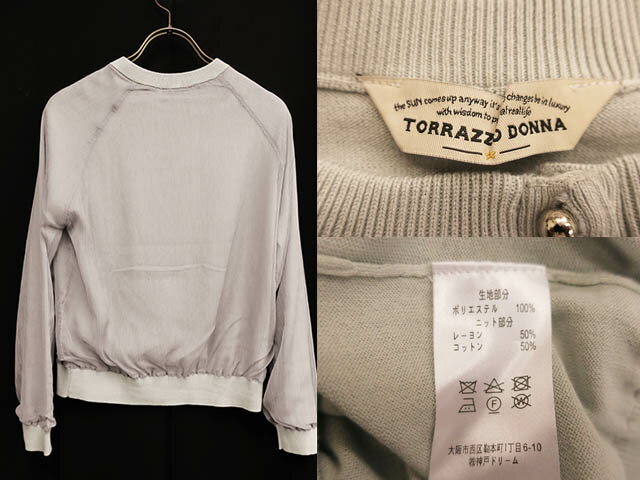 the SUN comes up anyway it's changes be in luxury
with wisdom to real reallife
TORRAZZO DONNA
生地部分
ポリエステル 100%
ニット部分
レーヨン 50%
コットン 50%
大阪市西区靭本町1丁目6-10
㈱神戸ドリーム